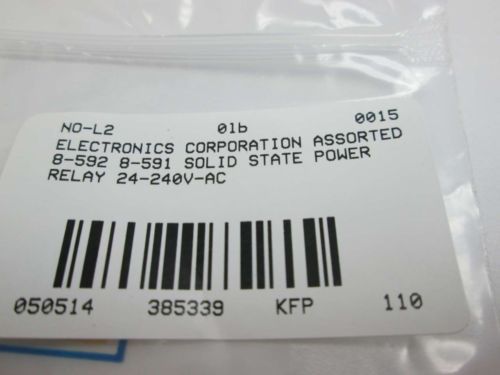 NO-L2 01b 0015
ELECTRONICS CORPORATION ASSORTED
8-592 8-591 SOLID STATE POWER
RELAY 24-240V-AC
050514 385339 KFP 110